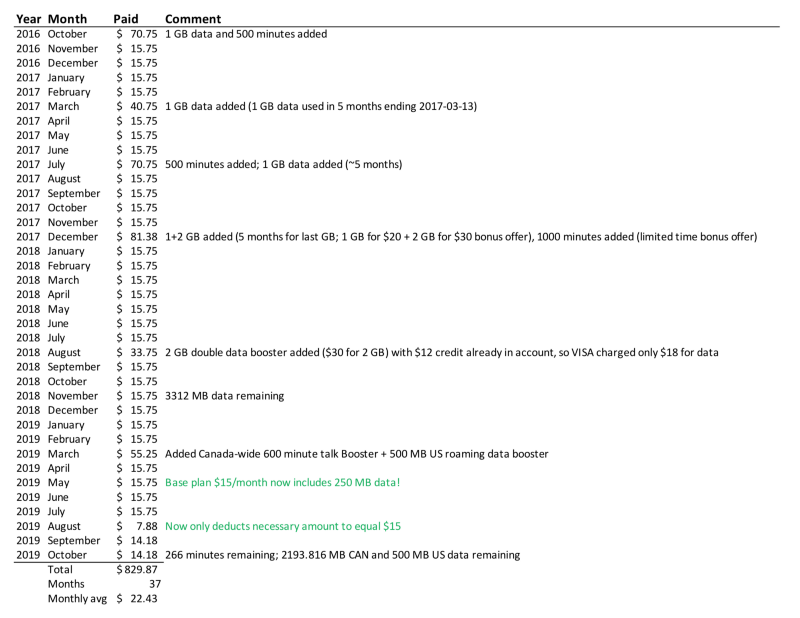 Year Month Paid Comment
2016 October $ 70.75 1 GB data and 500 minutes added
2016 November $ 15.75
2016 December $ 15.75
2017 January $ 15.75
2017 February $ 15.75
2017 March $ 40.75 1 GB data added (1 GB data used in 5 months ending 2017-03-13)
2017 April $ 15.75
2017 May $ 15.75
2017 June $ 15.75
2017 July $ 70.75 500 minutes added; 1 GB data added (~5 months)
2017 August $ 15.75
2017 September $ 15.75
2017 October $ 15.75
2017 November $ 15.75
2017 December $ 81.38 1+2 GB added (5 months for last GB; 1 GB for $20 + 2 GB for $30 bonus offer), 1000 minutes added (limited time bonus offer)
2018 January $ 15.75
2018 February $ 15.75
2018 March $ 15.75
2018 April $ 15.75
2018 May $ 15.75
2018 June $ 15.75
2018 July $ 15.75
2018 August $ 33.75 2 GB double data booster added ($30 for 2 GB) with $12 credit already in account, so VISA charged only $18 for data
2018 September $ 15.75
2018 October $ 15.75
2018 November $ 15.75 3312 MB data remaining
2018 December $ 15.75
2019 January $ 15.75
2019 February $ 15.75
2019 March $ 55.25 Added Canada-wide 600 minute talk Booster + 500 MB US roaming data booster
2019 April $ 15.75
2019 May $ 15.75 Base plan $15/month now includes 250 MB data!
2019 June $ 15.75
2019 July $ 15.75
2019 August $ 7.88 Now only deducts necessary amount to equal $15
2019 September $ 14.18
2019 October $ 14.18 266 minutes remaining; 2193.816 MB CAN and 500 MB US data remaining
Total $ 829.87
Months 37
Monthly avg $ 22.43